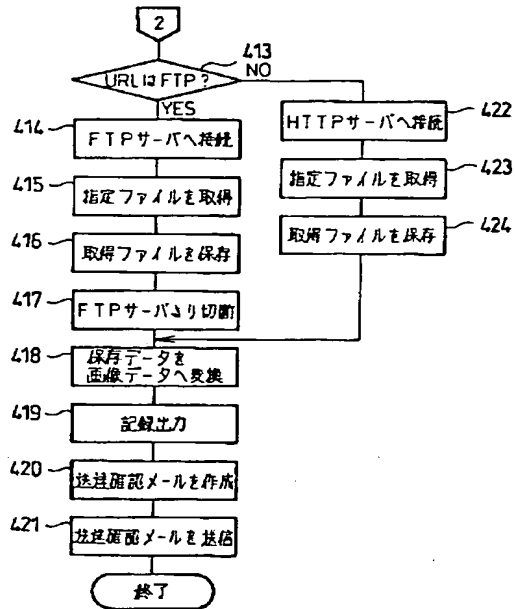 2
413
URLはFTP?
NO
YES
414
FTPサーバへ接続
422
HTTPサーバへ接続
415
指定ファイルを取得
423
指定ファイルを取得
416
取得ファイルを保存
424
取得ファイルを保存
417
FTPサーバより切断
418
保存データを
画像データへ変換
419
記録出力
420
送達確認メールを作成
421
送達確認メールを送信
終了